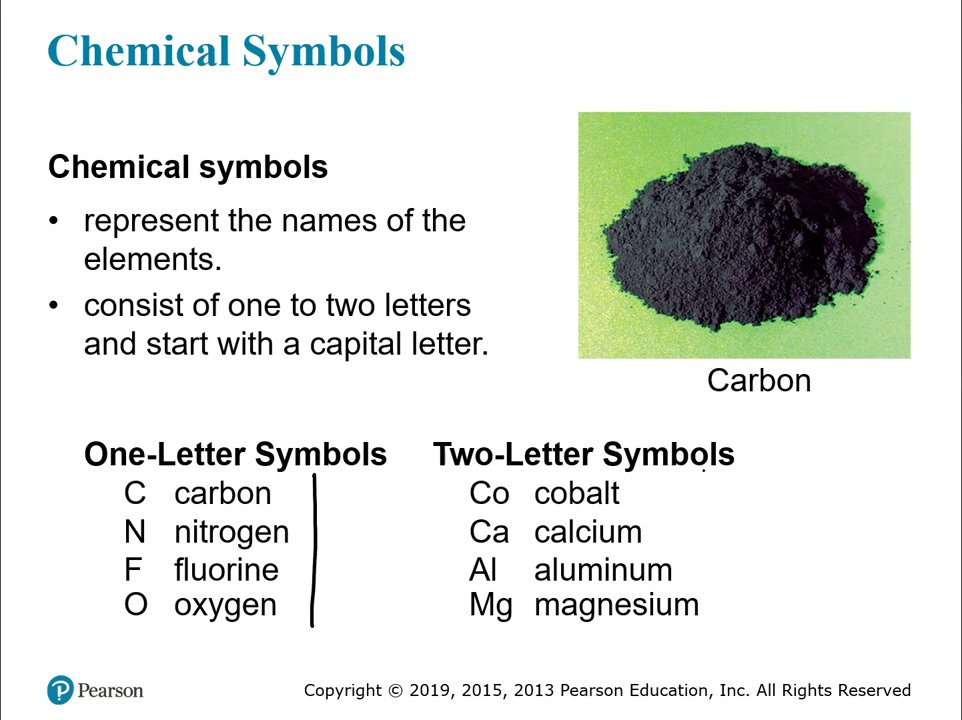 Chemical Symbols
Chemical symbols
• represent the names of the
elements.
• consist of one to two letters
and start with a capital letter.
Carbon
One-Letter Symbols Two-Letter Symbols
C carbon Co cobalt
N nitrogen Ca calcium
F fluorine Al aluminum
O oxygen Mg magnesium
P Pearson Copyright © 2019, 2015, 2013 Pearson Education, Inc. All Rights Reserved